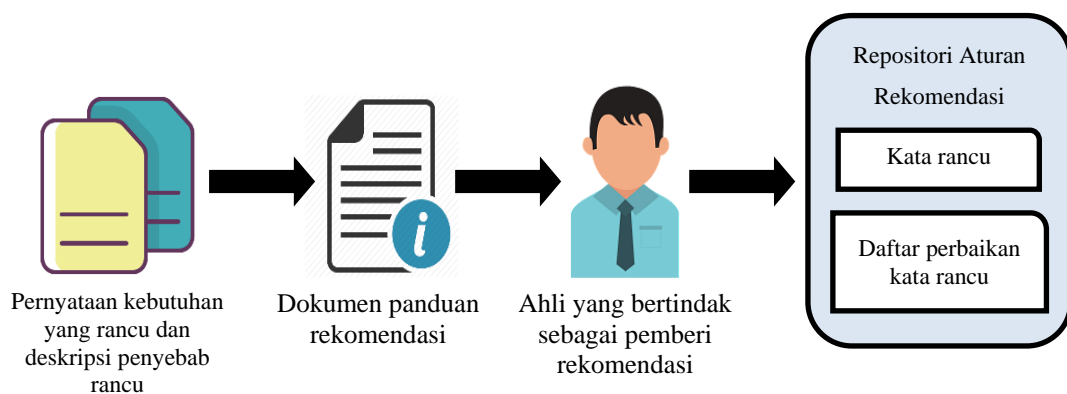 Pernyataan kebutuhan
yang rancu dan
deskripsi penyebab
rancu
i
Dokumen panduan
rekomendasi
Ahli yang bertindak
sebagai pemberi
rekomendasi
Repositori Aturan
Rekomendasi
Kata rancu
Daftar perbaikan
kata rancu